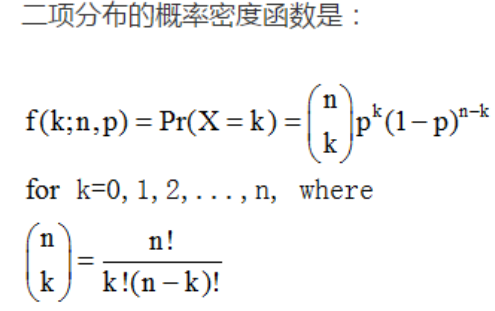 二项分布的概率密度函数是：
f(k;n,p) = Pr(X = k) = (n k) p^k (1 − p)^{n−k}
for k=0, 1, 2, ..., n, where
(n k) = n! / k!(n − k)!